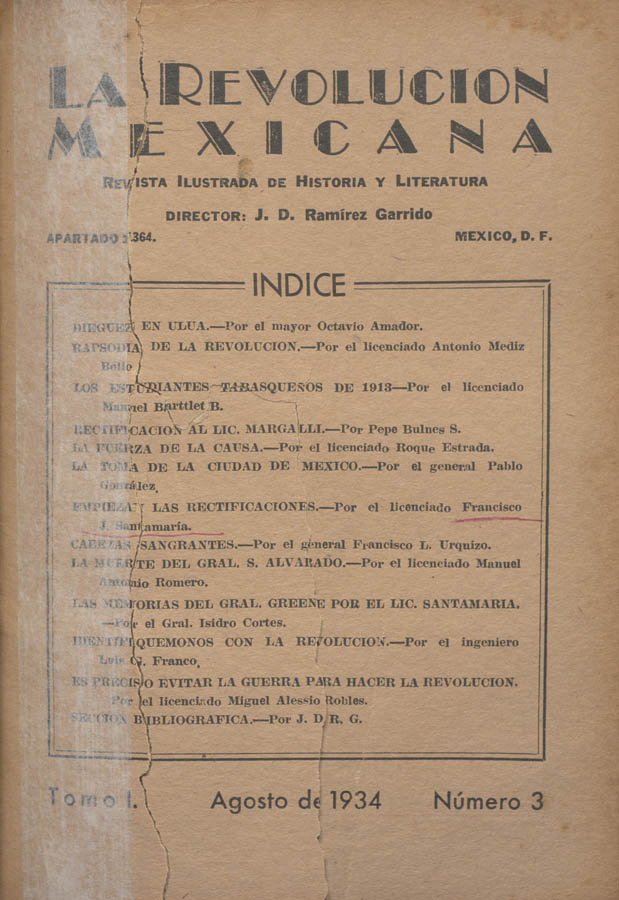 LA REVOLUCION
MEXICANA
REVISTA ILUSTRADA DE HISTORIA Y LITERATURA
DIRECTOR: J. D. Ramírez Garrido
APARTADO 1364. MEXICO, D. F.
INDICE
DIEGUEZ EN ULUA.—Por el mayor Octavio Amador.
RAPSODIA DE LA REVOLUCION.—Por el licenciado Antonio Mediz
Bolio
LOS ESTUDIANTES TABASQUEÑOS DE 1913—Por el licenciado
Manuel Barttlet B.
RECTIFICACION AL LIC. MARGALLI.—Por Pepe Bulnes S.
LA FUERZA DE LA CAUSA.—Por el licenciado Roque Estrada.
LA TOMA DE LA CIUDAD DE MEXICO.—Por el general Pablo
González.
EMPIEZAN LAS RECTIFICACIONES.—Por el licenciado Francisco
J. Santamaría.
CABEZAS SANGRANTES.—Por el general Francisco L. Urquizo.
LA MUERTE DEL GRAL. S. ALVARADO.—Por el licenciado Manuel
Antonio Romero.
LAS MEMORIAS DEL GRAL. GREENE POR EL LIC. SANTAMARIA.
—Por el Gral. Isidro Cortes.
IDENTIFIQUEMONOS CON LA REVOLUCION.—Por el ingeniero
Luis G. Franco.
ES PRECISO EVITAR LA GUERRA PARA HACER LA REVOLUCION.
Por el licenciado Miguel Alessio Robles.
SECCION BIBLIOGRAFICA.—Por J. D. R. G.
Tomo I. Agosto de 1934 Número 3